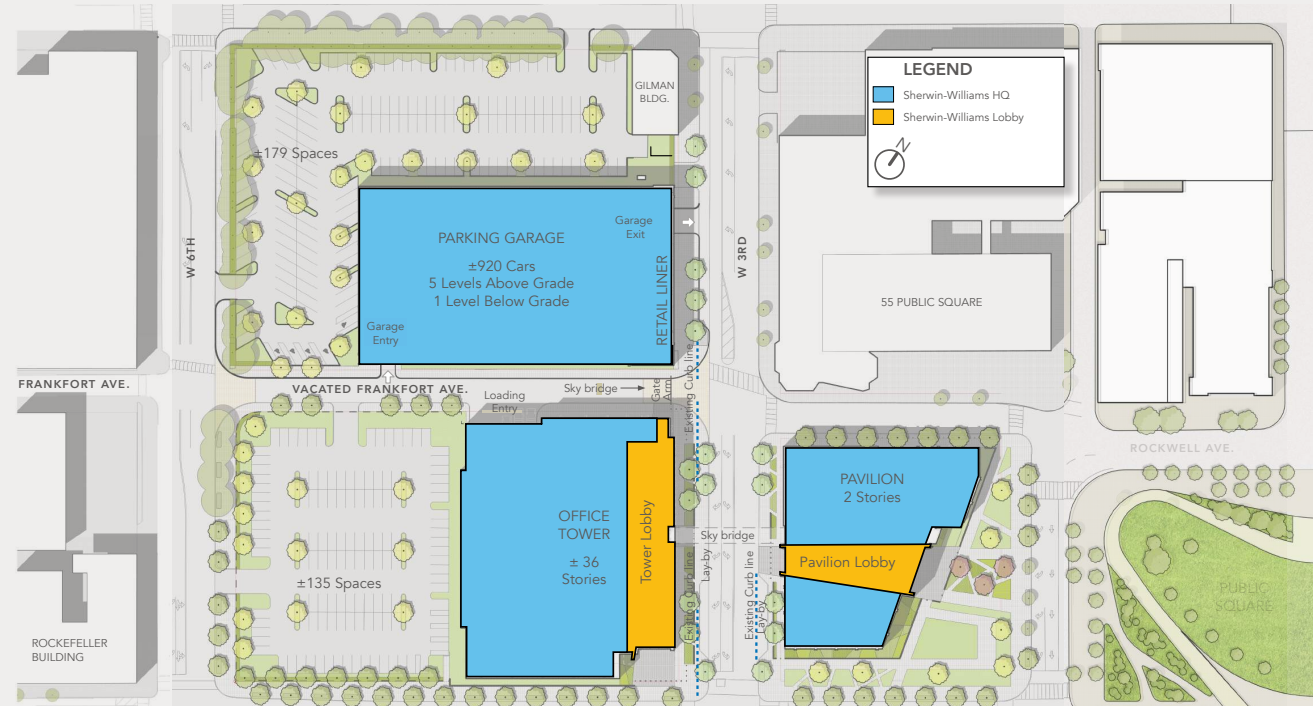 LEGEND
Sherwin-Williams HQ
Sherwin-Williams Lobby
N
GILMAN
BLDG.
±179 Spaces
W 6TH
Garage
Exit
PARKING GARAGE
±920 Cars
5 Levels Above Grade
1 Level Below Grade
RETAIL LINER
Garage
Entry
W 3RD
55 PUBLIC SQUARE
FRANKFORT AVE.
VACATED FRANKFORT AVE.
Sky bridge
Gate
Arm
Existing Curb line
Loading
Entry
ROCKWELL AVE.
OFFICE
TOWER
± 36
Stories
Tower Lobby
Sky bridge
PAVILION
2 Stories
Pavilion Lobby
Existing Curb line
Lay-by
Existing Curb line
Lay-by
±135 Spaces
PUBLIC
SQUARE
ROCKEFELLER
BUILDING